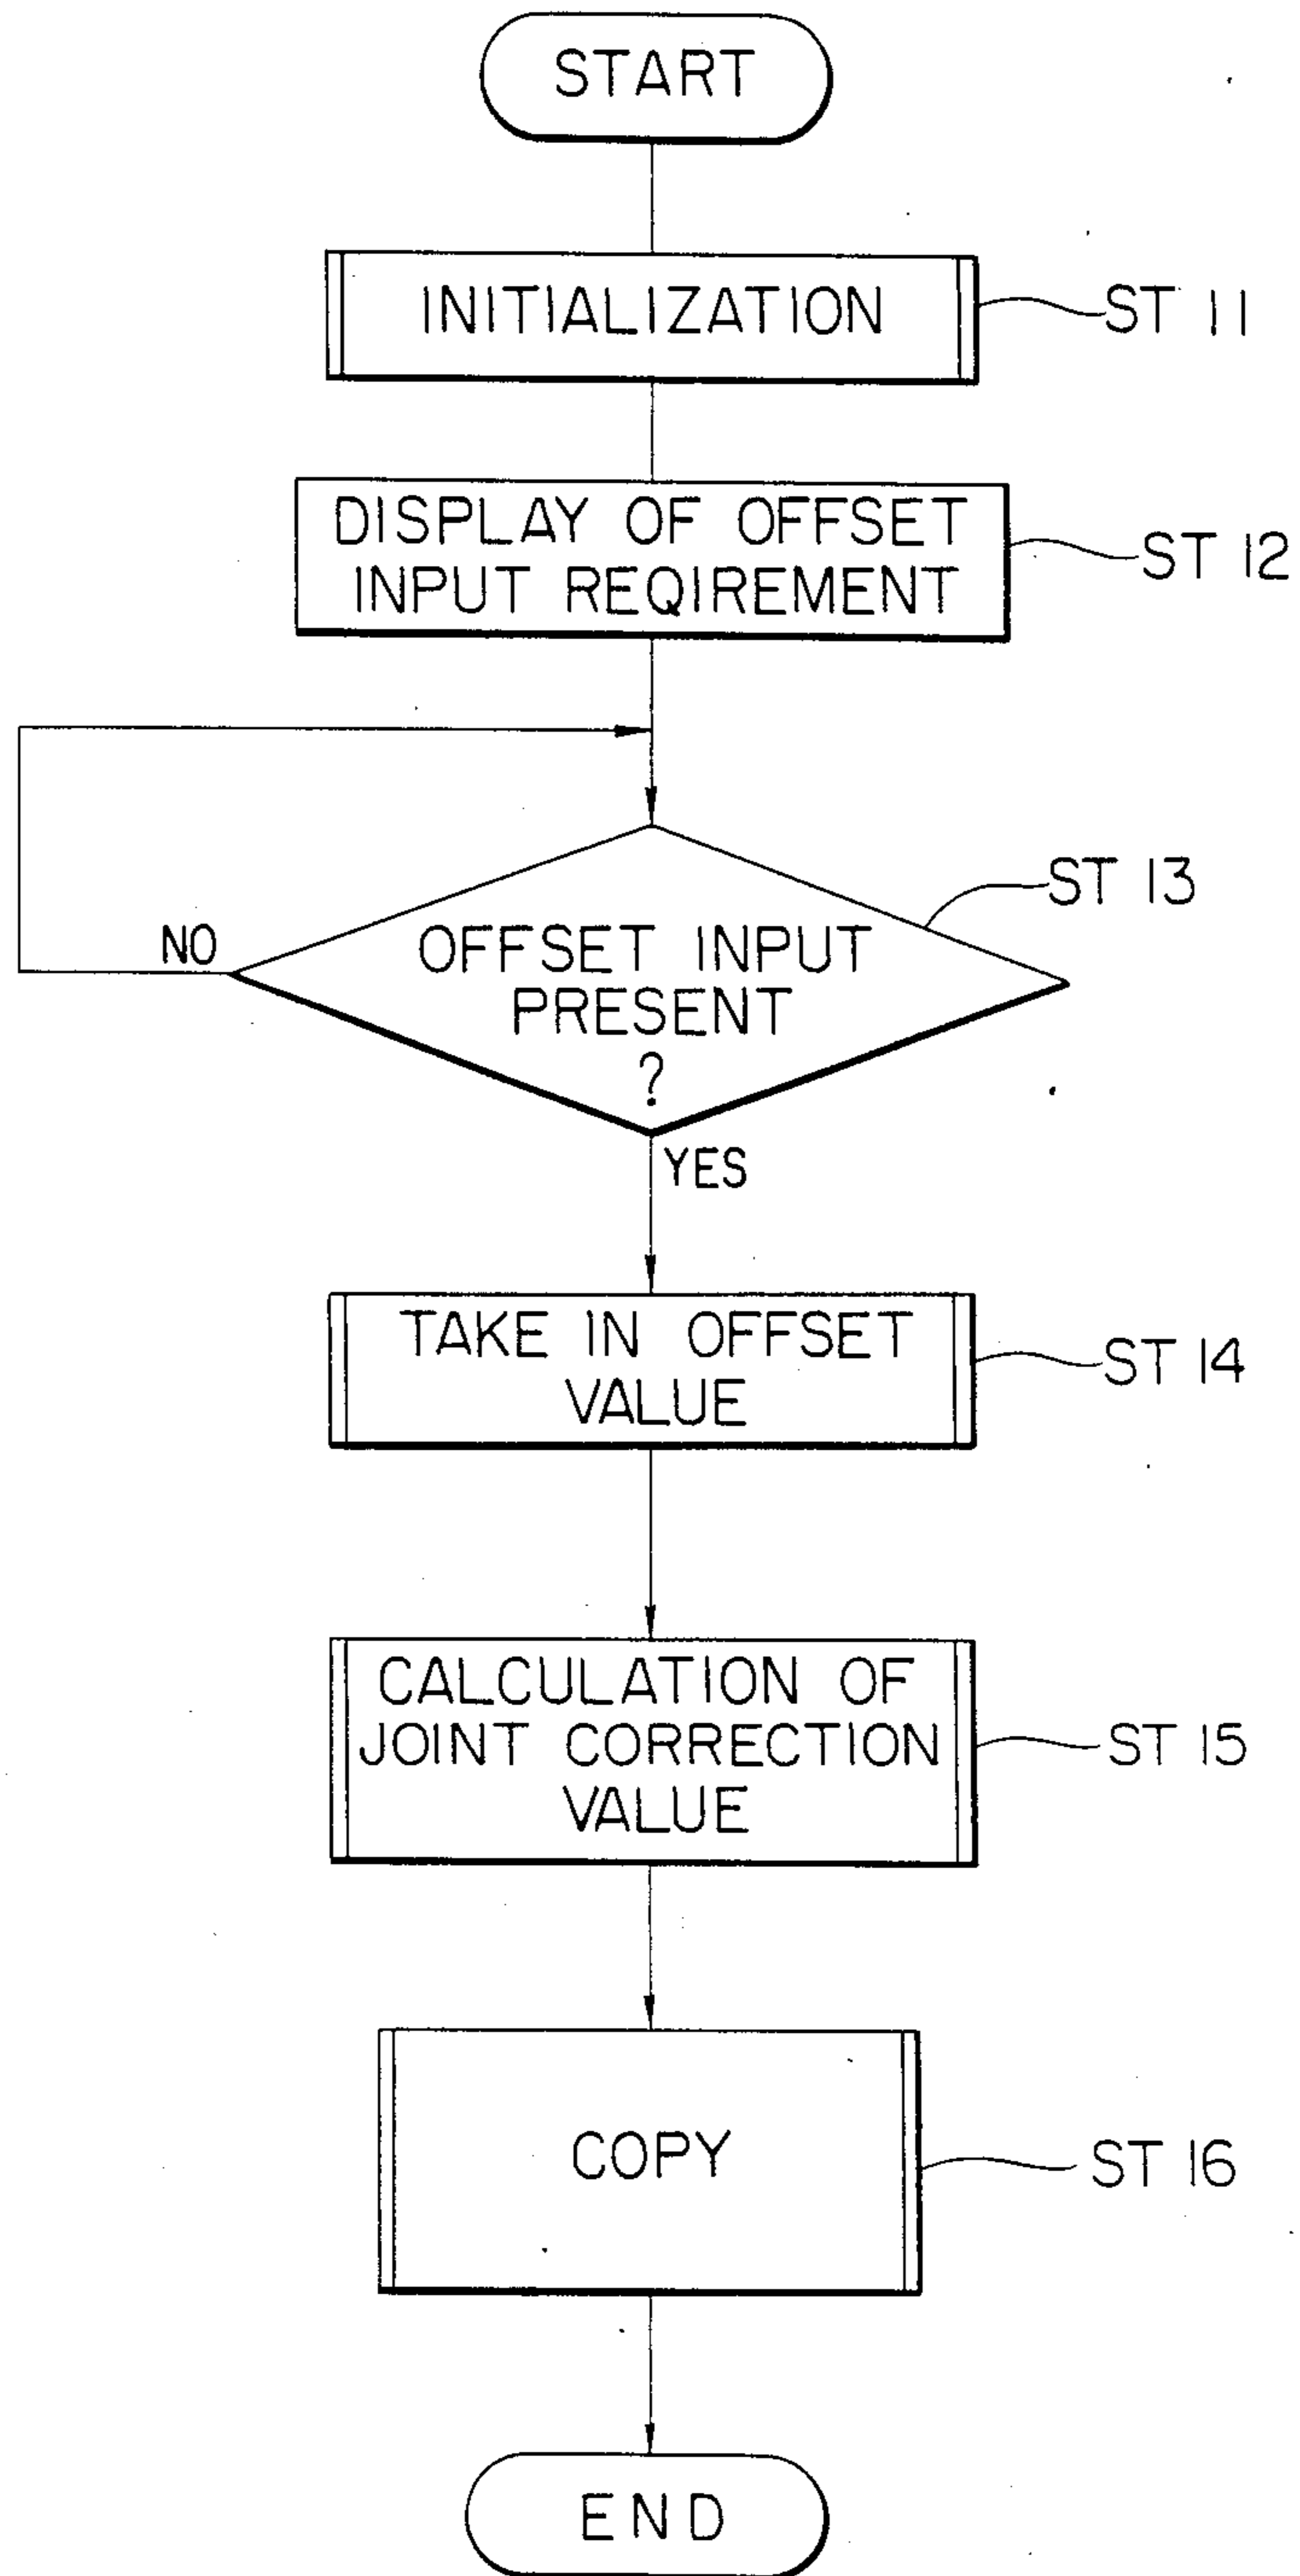 START
INITIALIZATION
ST 11
DISPLAY OF OFFSET
INPUT REQIREMENT
ST 12
ST 13
NO
OFFSET INPUT
PRESENT
?
YES
TAKE IN OFFSET
VALUE
ST 14
CALCULATION OF
JOINT CORRECTION
VALUE
ST 15
COPY
ST 16
END